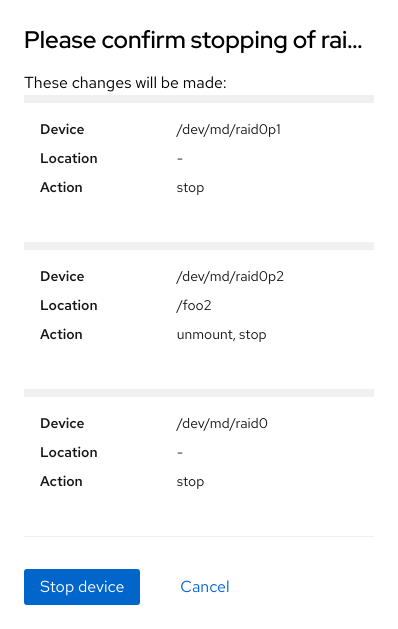 Please confirm stopping of rai...
These changes will be made:
Device /dev/md/raid0p1
Location -
Action stop
Device /dev/md/raid0p2
Location /foo2
Action unmount, stop
Device /dev/md/raid0
Location -
Action stop
Stop device Cancel